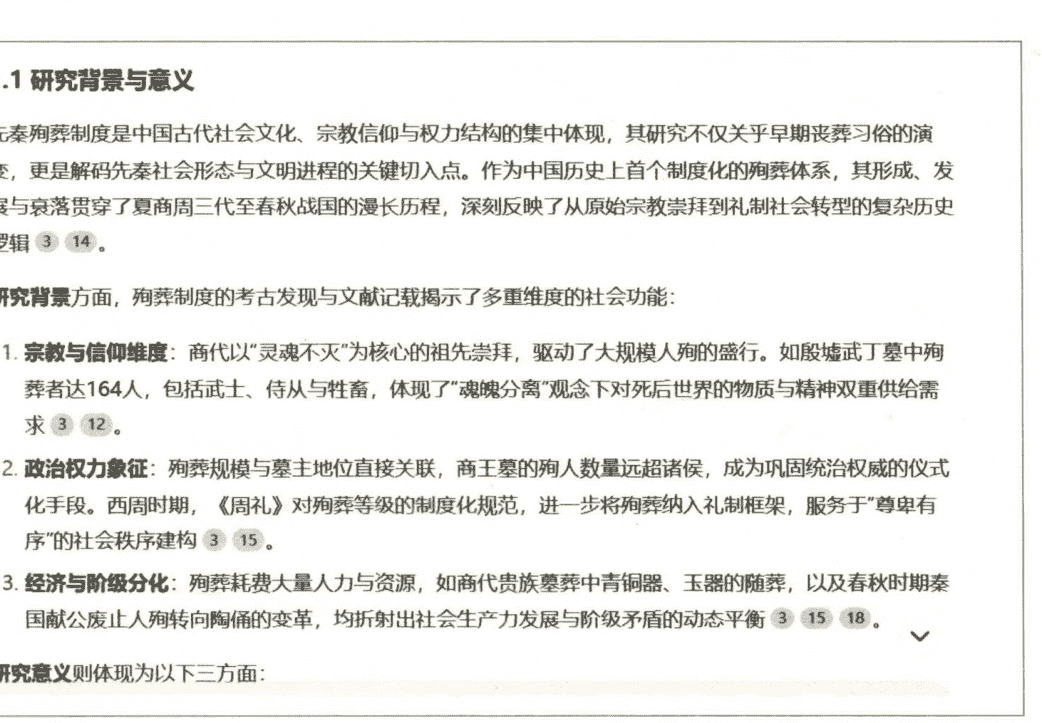 .1 研究背景与意义
先秦殉葬制度是中国古代社会文化、宗教信仰与权力结构的集中体现，其研究不仅关乎早期丧葬习俗的演
变，更是解码先秦社会形态与文明进程的关键切入点。作为中国历史上首个制度化的殉葬体系，其形成、发
展与衰落贯穿了夏商周三代至春秋战国的漫长历程，深刻反映了从原始宗教崇拜到礼制社会转型的复杂历史
逻辑 3 14 。
研究背景方面，殉葬制度的考古发现与文献记载揭示了多重维度的社会功能：
1. 宗教与信仰维度：商代以“灵魂不灭”为核心的祖先崇拜，驱动了大规模人殉的盛行。如殷墟武丁墓中殉
葬者达164人，包括武士、侍从与牲畜，体现了“魂魄分离”观念下对死后世界的物质与精神双重供给需
求 3 12 。
2. 政治权力象征：殉葬规模与墓主地位直接关联，商王墓的殉人数量远超诸侯，成为巩固统治权威的仪式
化手段。西周时期，《周礼》对殉葬等级的制度化规范，进一步将殉葬纳入礼制框架，服务于“尊卑有
序”的社会秩序建构 3 15 。
3. 经济与阶级分化：殉葬耗费大量人力与资源，如商代贵族墓葬中青铜器、玉器的随葬，以及春秋时期秦
国献公废止人殉转向陶俑的变革，均折射出社会生产力发展与阶级矛盾的动态平衡 3 15 18 。
研究意义则体现为以下三方面：